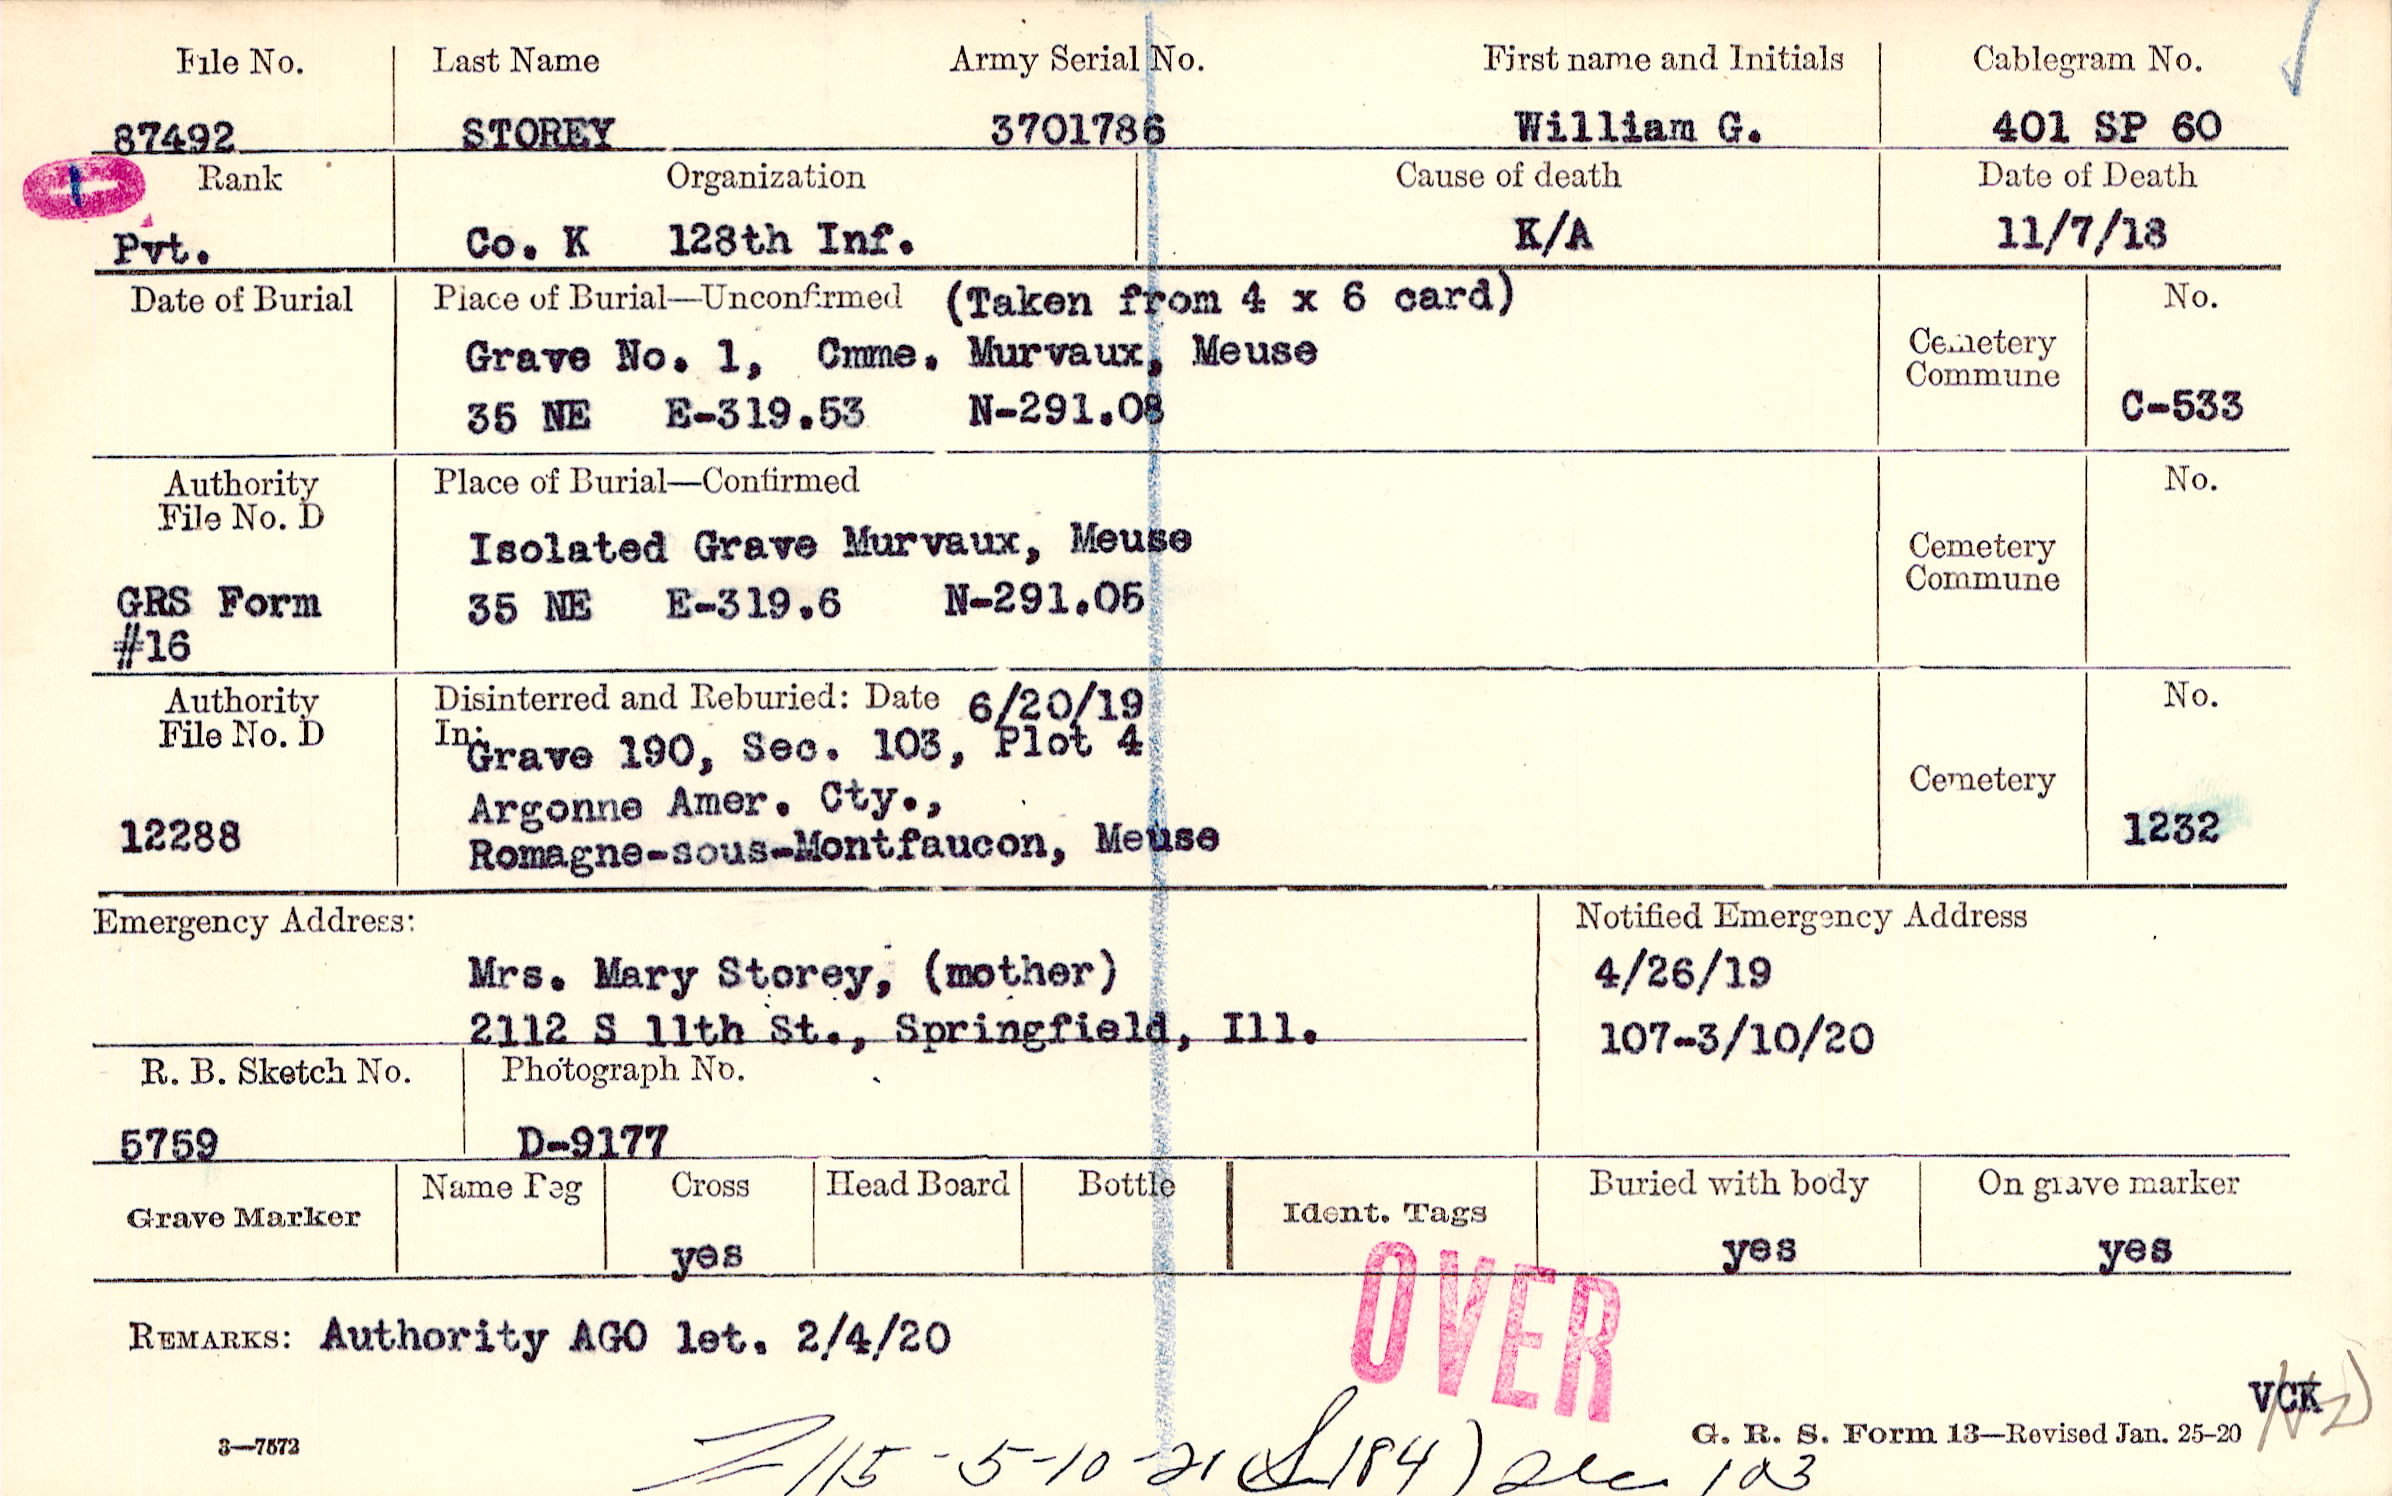 File No. Last Name Army Serial No. First name and Initials Cablegram No.
87492 STOREY 3701786 William G. 401 SP 60
Rank Organization Cause of death Date of Death
Pvt. Co. K 128th Inf. K/A 11/7/18
Date of Burial Place of Burial—Unconfirmed (Taken from 4 x 6 card) No.
Grave No. 1, Cmme. Murvaux, Meuse Cemetery
Commune
35 NE E-319.53 N-291.08 C-533
Authority Place of Burial—Confirmed No.
File No. D
Isolated Grave Murvaux, Meuse Cemetery
Commune
GRS Form 35 NE E-319.6 N-291.05
#16
Authority Disinterred and Reburied: Date 6/20/19 No.
File No. D In: Grave 190, Sec. 103, Plot 4
Argonne Amer. Cty., Cemetery
12288 Romagne-sous-Montfaucon, Meuse 1232
Emergency Address: Notified Emergency Address
Mrs. Mary Storey, (mother) 4/26/19
2112 S 11th St., Springfield, Ill. 107-3/10/20
R. B. Sketch No. Photograph No.
5759 D-9177
Name Peg Cross Head Board Bottle Buried with body On grave marker
Grave Marker Ident. Tags
yes yes yes
OVER
REMARKS: Authority AGO let. 2/4/20
VCK
3—7572 G. R. S. Form 13—Revised Jan. 25-20
115-5-10-21 184) 103